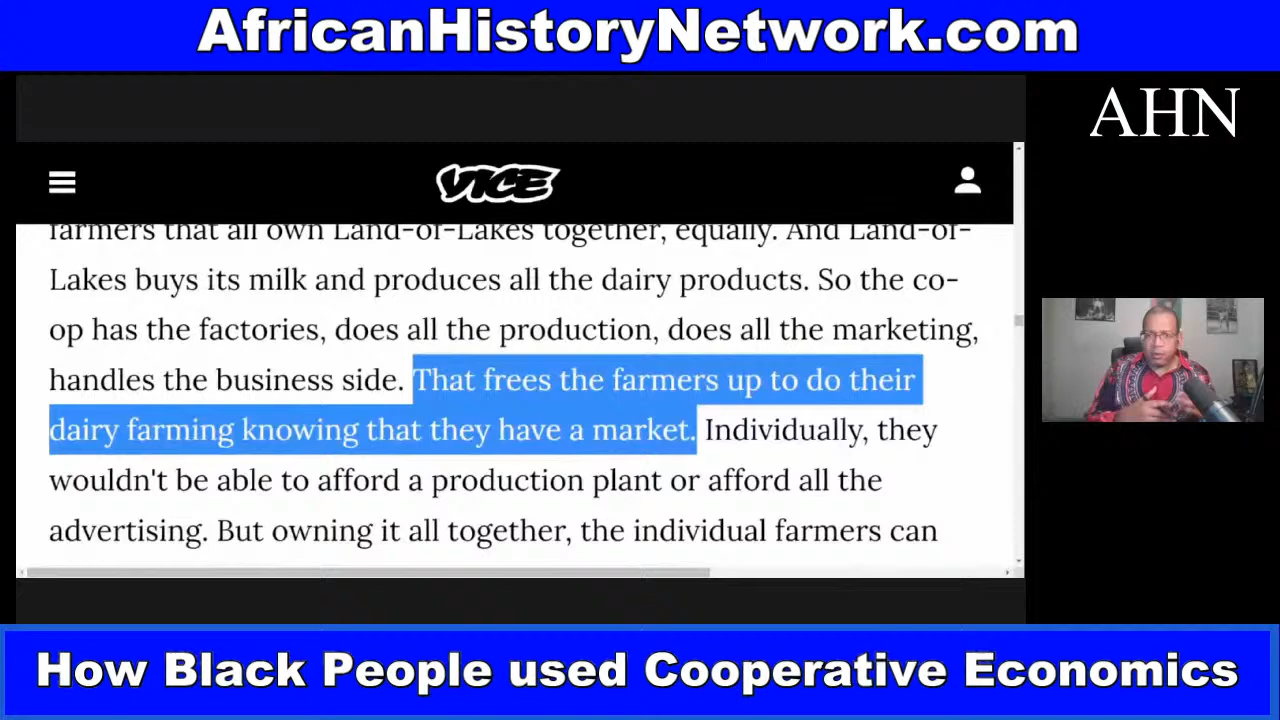 AfricanHistoryNetwork.com
AHN
VICE
farmers that all own Land-of-Lakes together, equally. And Land-of-
Lakes buys its milk and produces all the dairy products. So the co-
op has the factories, does all the production, does all the marketing,
handles the business side. That frees the farmers up to do their
dairy farming knowing that they have a market. Individually, they
wouldn't be able to afford a production plant or afford all the
advertising. But owning it all together, the individual farmers can
How Black People used Cooperative Economics